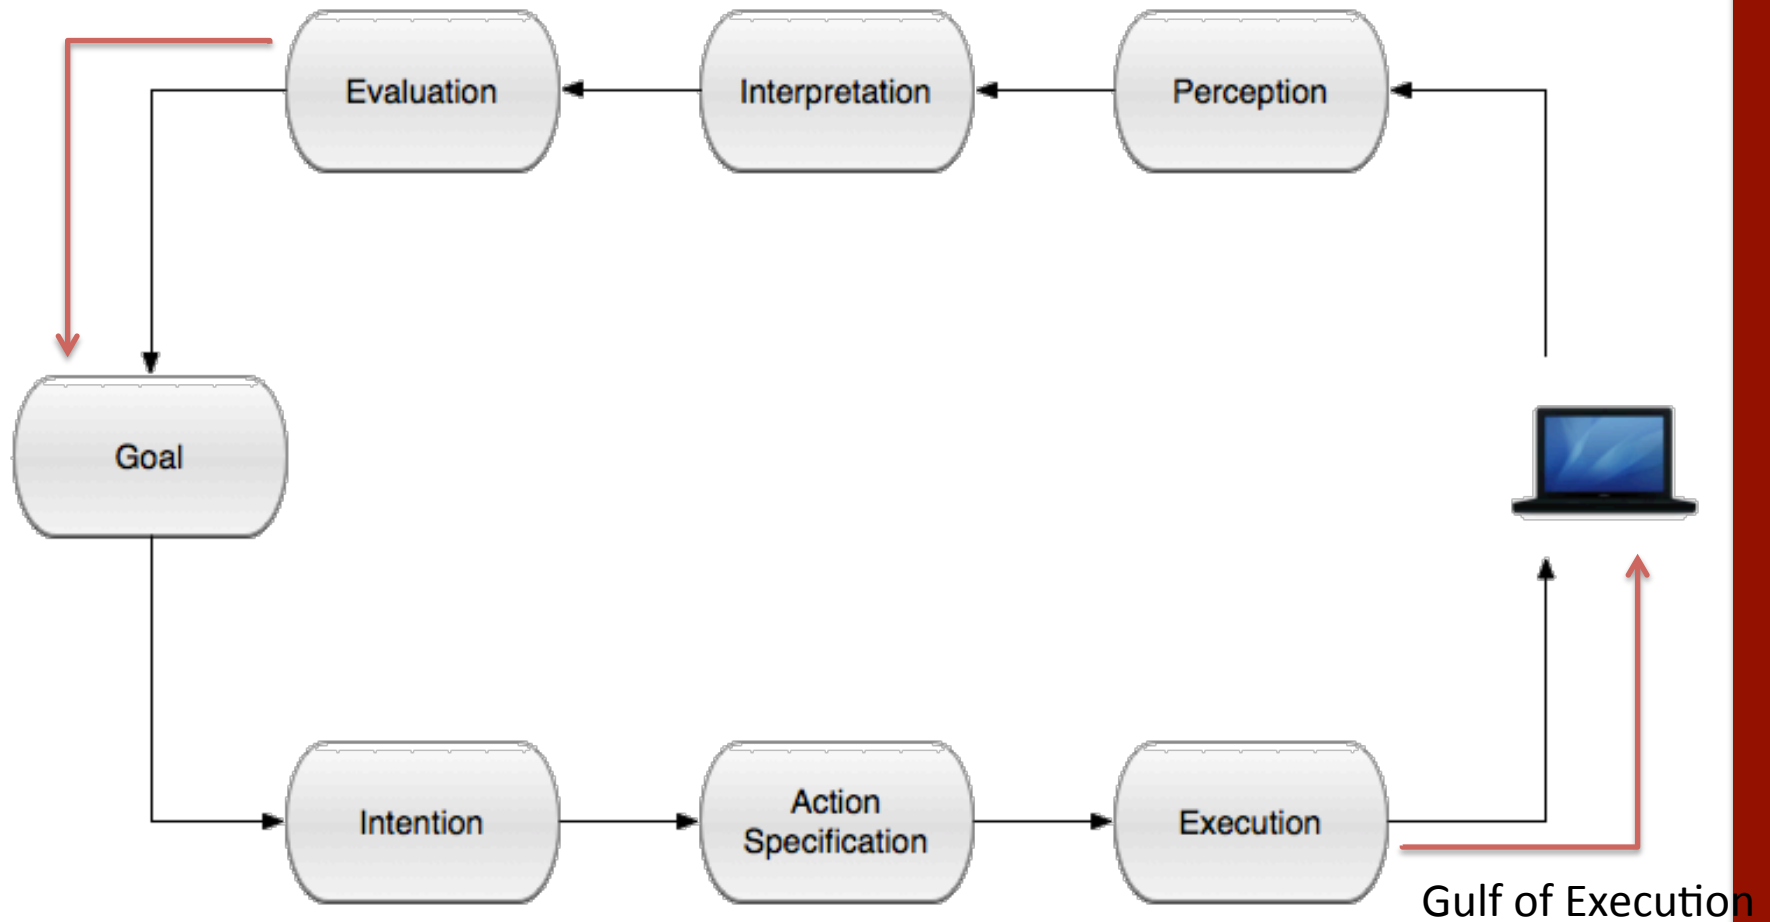 Evaluation
Interpretation
Perception
Goal
Intention
Action
Specification
Execution
Gulf of Execution